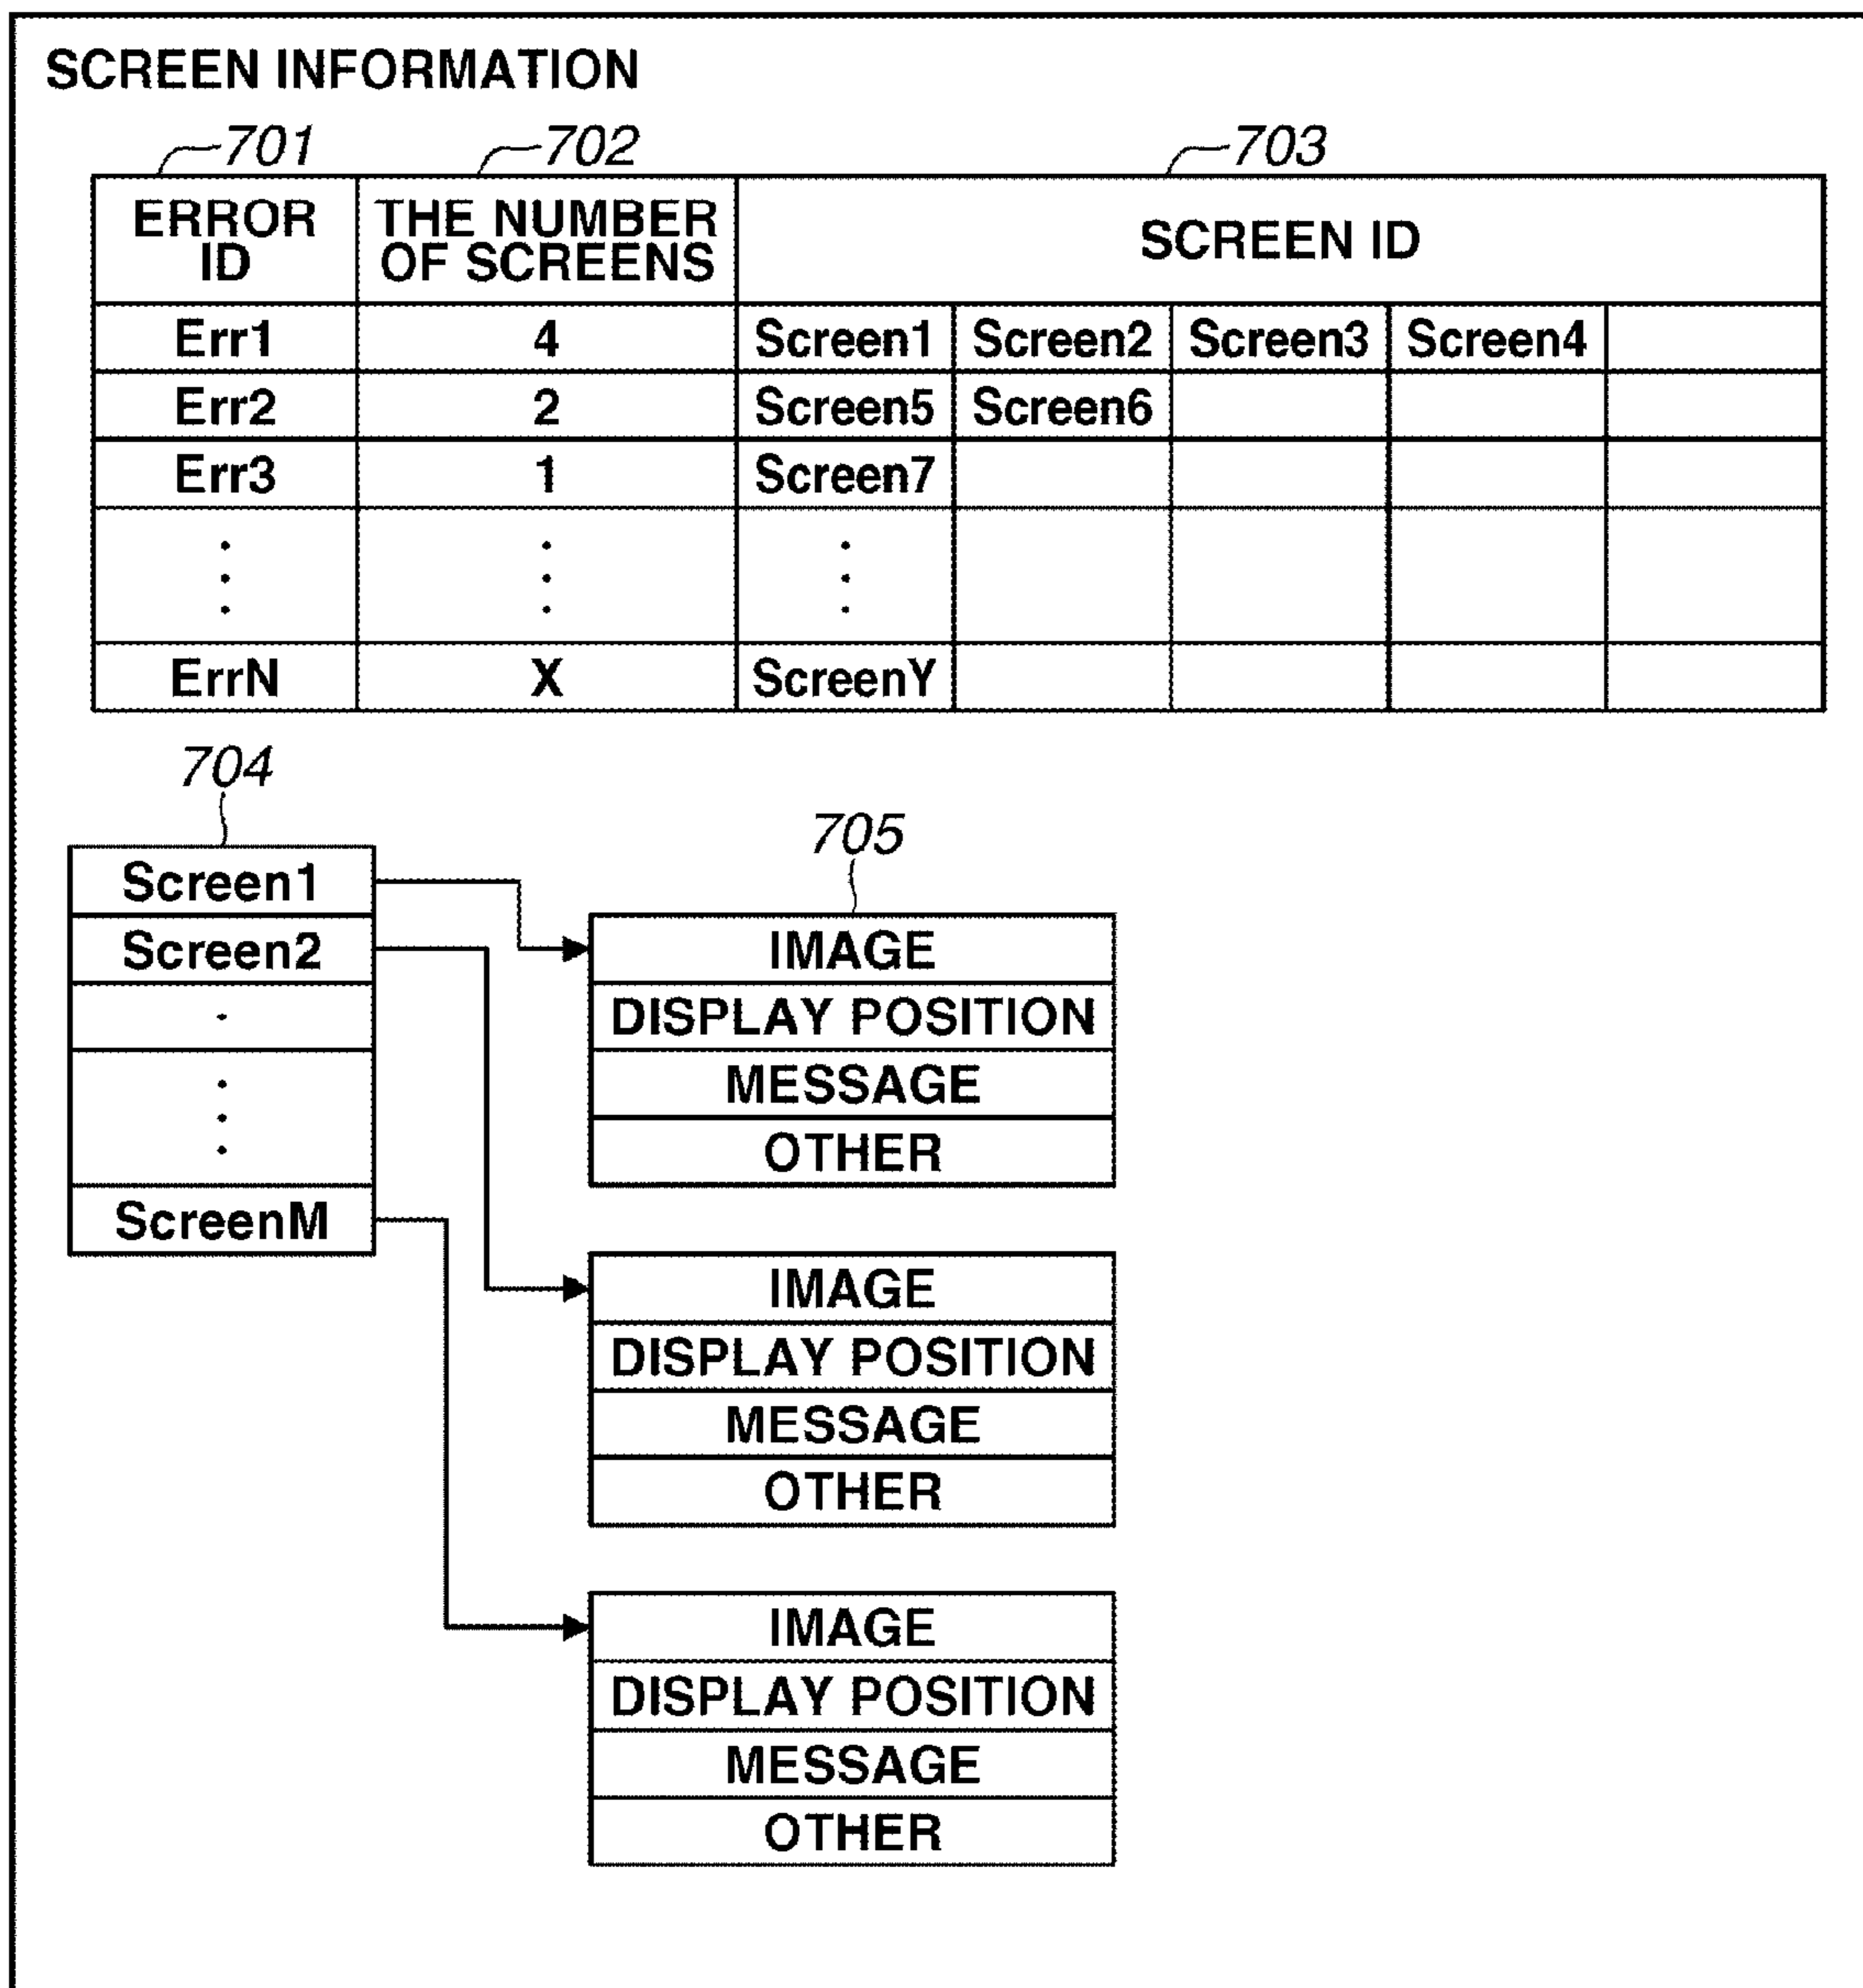 SCREEN INFORMATION
701 702 703
ERROR ID THE NUMBER OF SCREENS SCREEN ID
Err1 4 Screen1 Screen2 Screen3 Screen4
Err2 2 Screen5 Screen6
Err3 1 Screen7
ErrN X ScreenY
704
705
Screen1
Screen2
ScreenM
IMAGE
DISPLAY POSITION
MESSAGE
OTHER
IMAGE
DISPLAY POSITION
MESSAGE
OTHER
IMAGE
DISPLAY POSITION
MESSAGE
OTHER